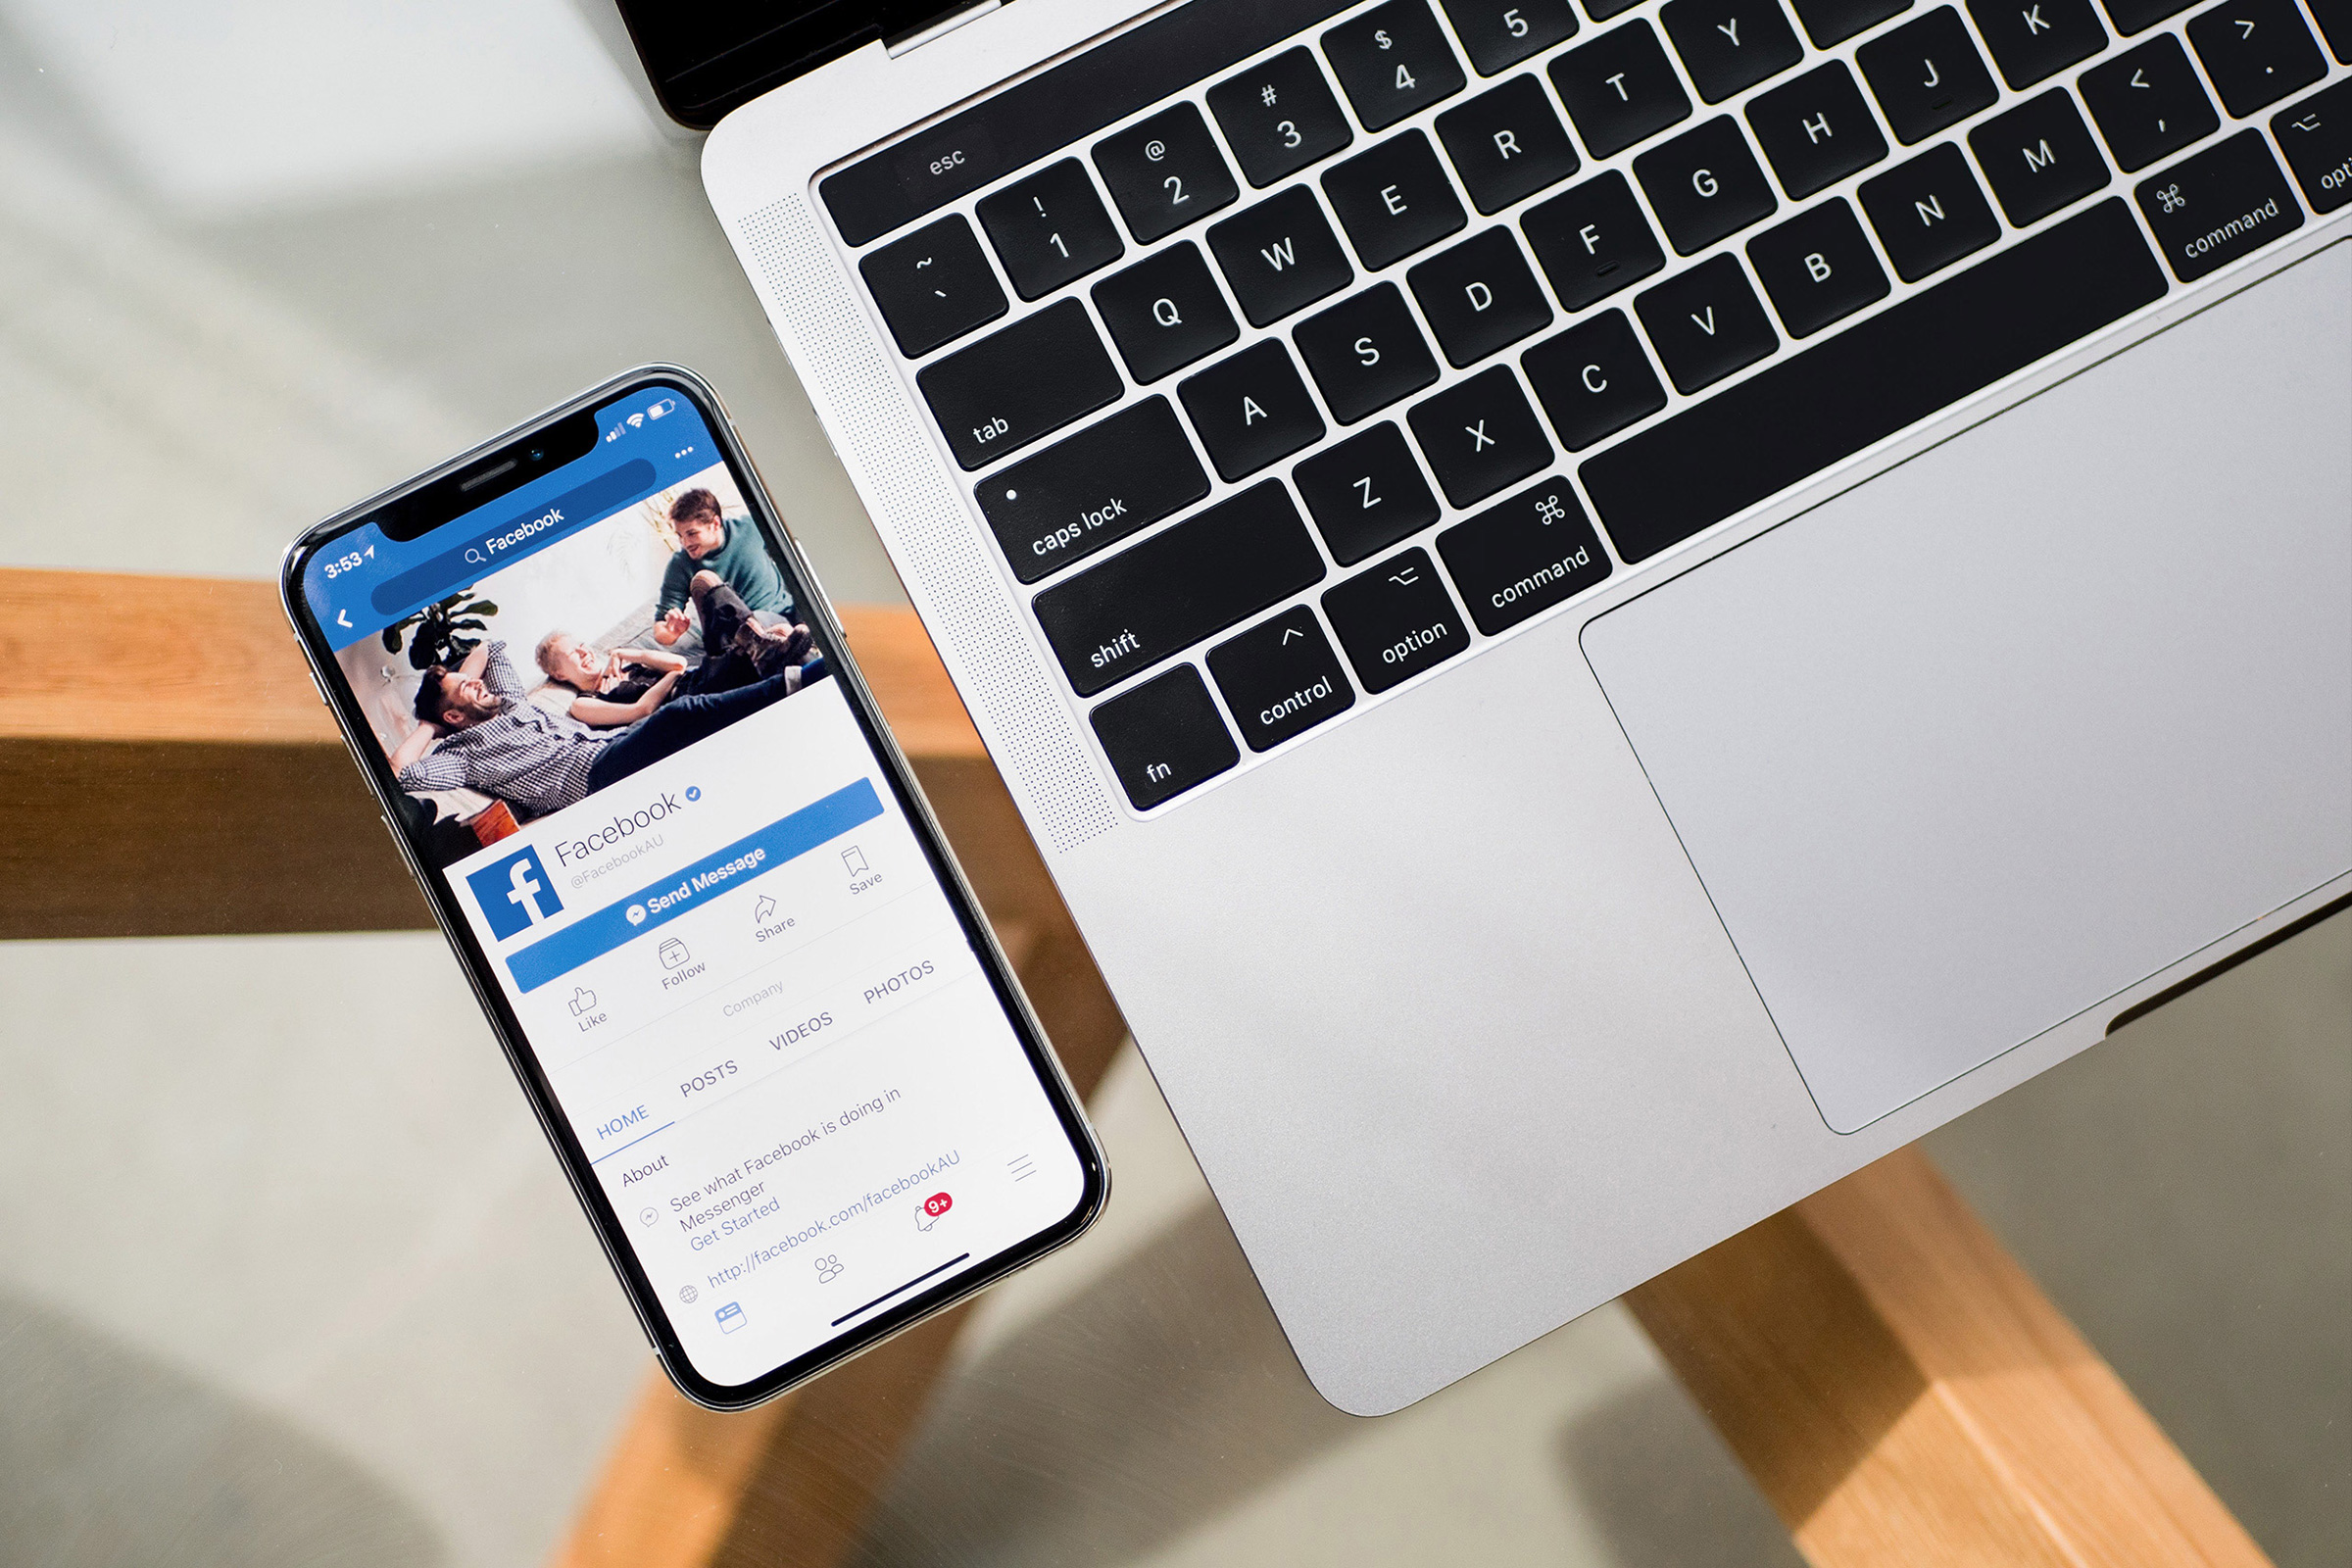 3:53
Facebook
Facebook
@FacebookAU
f
Send Message
Like
Follow
Share
Save
Company
HOME
POSTS
VIDEOS
PHOTOS
About
See what Facebook is doing in
Messenger
Get Started
http://facebook.com/facebookAU
9+
esc
~ ! @ # $
` 1 2 3 4 5
tab Q W E R T Y
caps lock A S D F G H J K
shift Z X C V B N M < , > .
fn control option command command opti